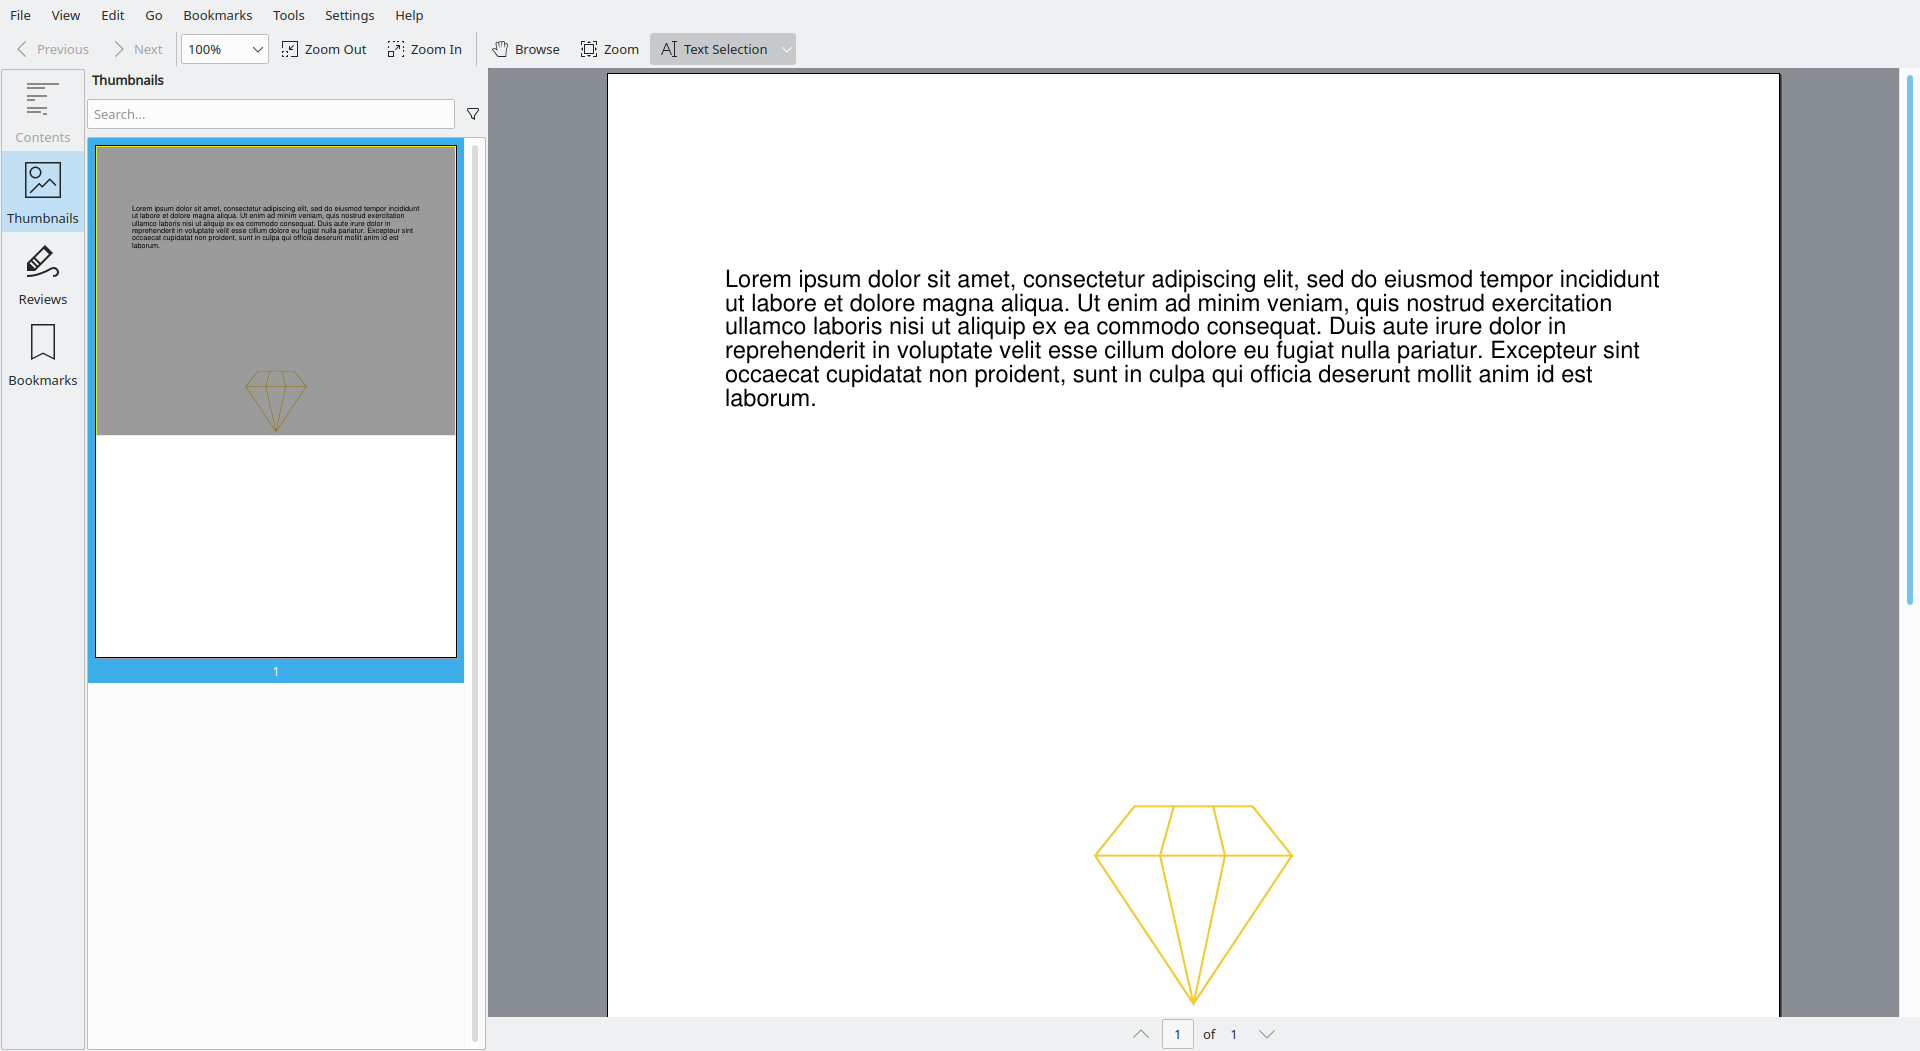 File View Edit Go Bookmarks Tools Settings Help
Previous Next 100% Zoom Out Zoom In Browse Zoom Text Selection
Thumbnails
Search...
Contents
Thumbnails
Reviews
Bookmarks
Lorem ipsum dolor sit amet, consectetur adipiscing elit, sed do eiusmod tempor incididunt
ut labore et dolore magna aliqua. Ut enim ad minim veniam, quis nostrud exercitation
ullamco laboris nisi ut aliquip ex ea commodo consequat. Duis aute irure dolor in
reprehenderit in voluptate velit esse cillum dolore eu fugiat nulla pariatur. Excepteur sint
occaecat cupidatat non proident, sunt in culpa qui officia deserunt mollit anim id est
laborum.
1
Lorem ipsum dolor sit amet, consectetur adipiscing elit, sed do eiusmod tempor incididunt
ut labore et dolore magna aliqua. Ut enim ad minim veniam, quis nostrud exercitation
ullamco laboris nisi ut aliquip ex ea commodo consequat. Duis aute irure dolor in
reprehenderit in voluptate velit esse cillum dolore eu fugiat nulla pariatur. Excepteur sint
occaecat cupidatat non proident, sunt in culpa qui officia deserunt mollit anim id est
laborum.
1 of 1